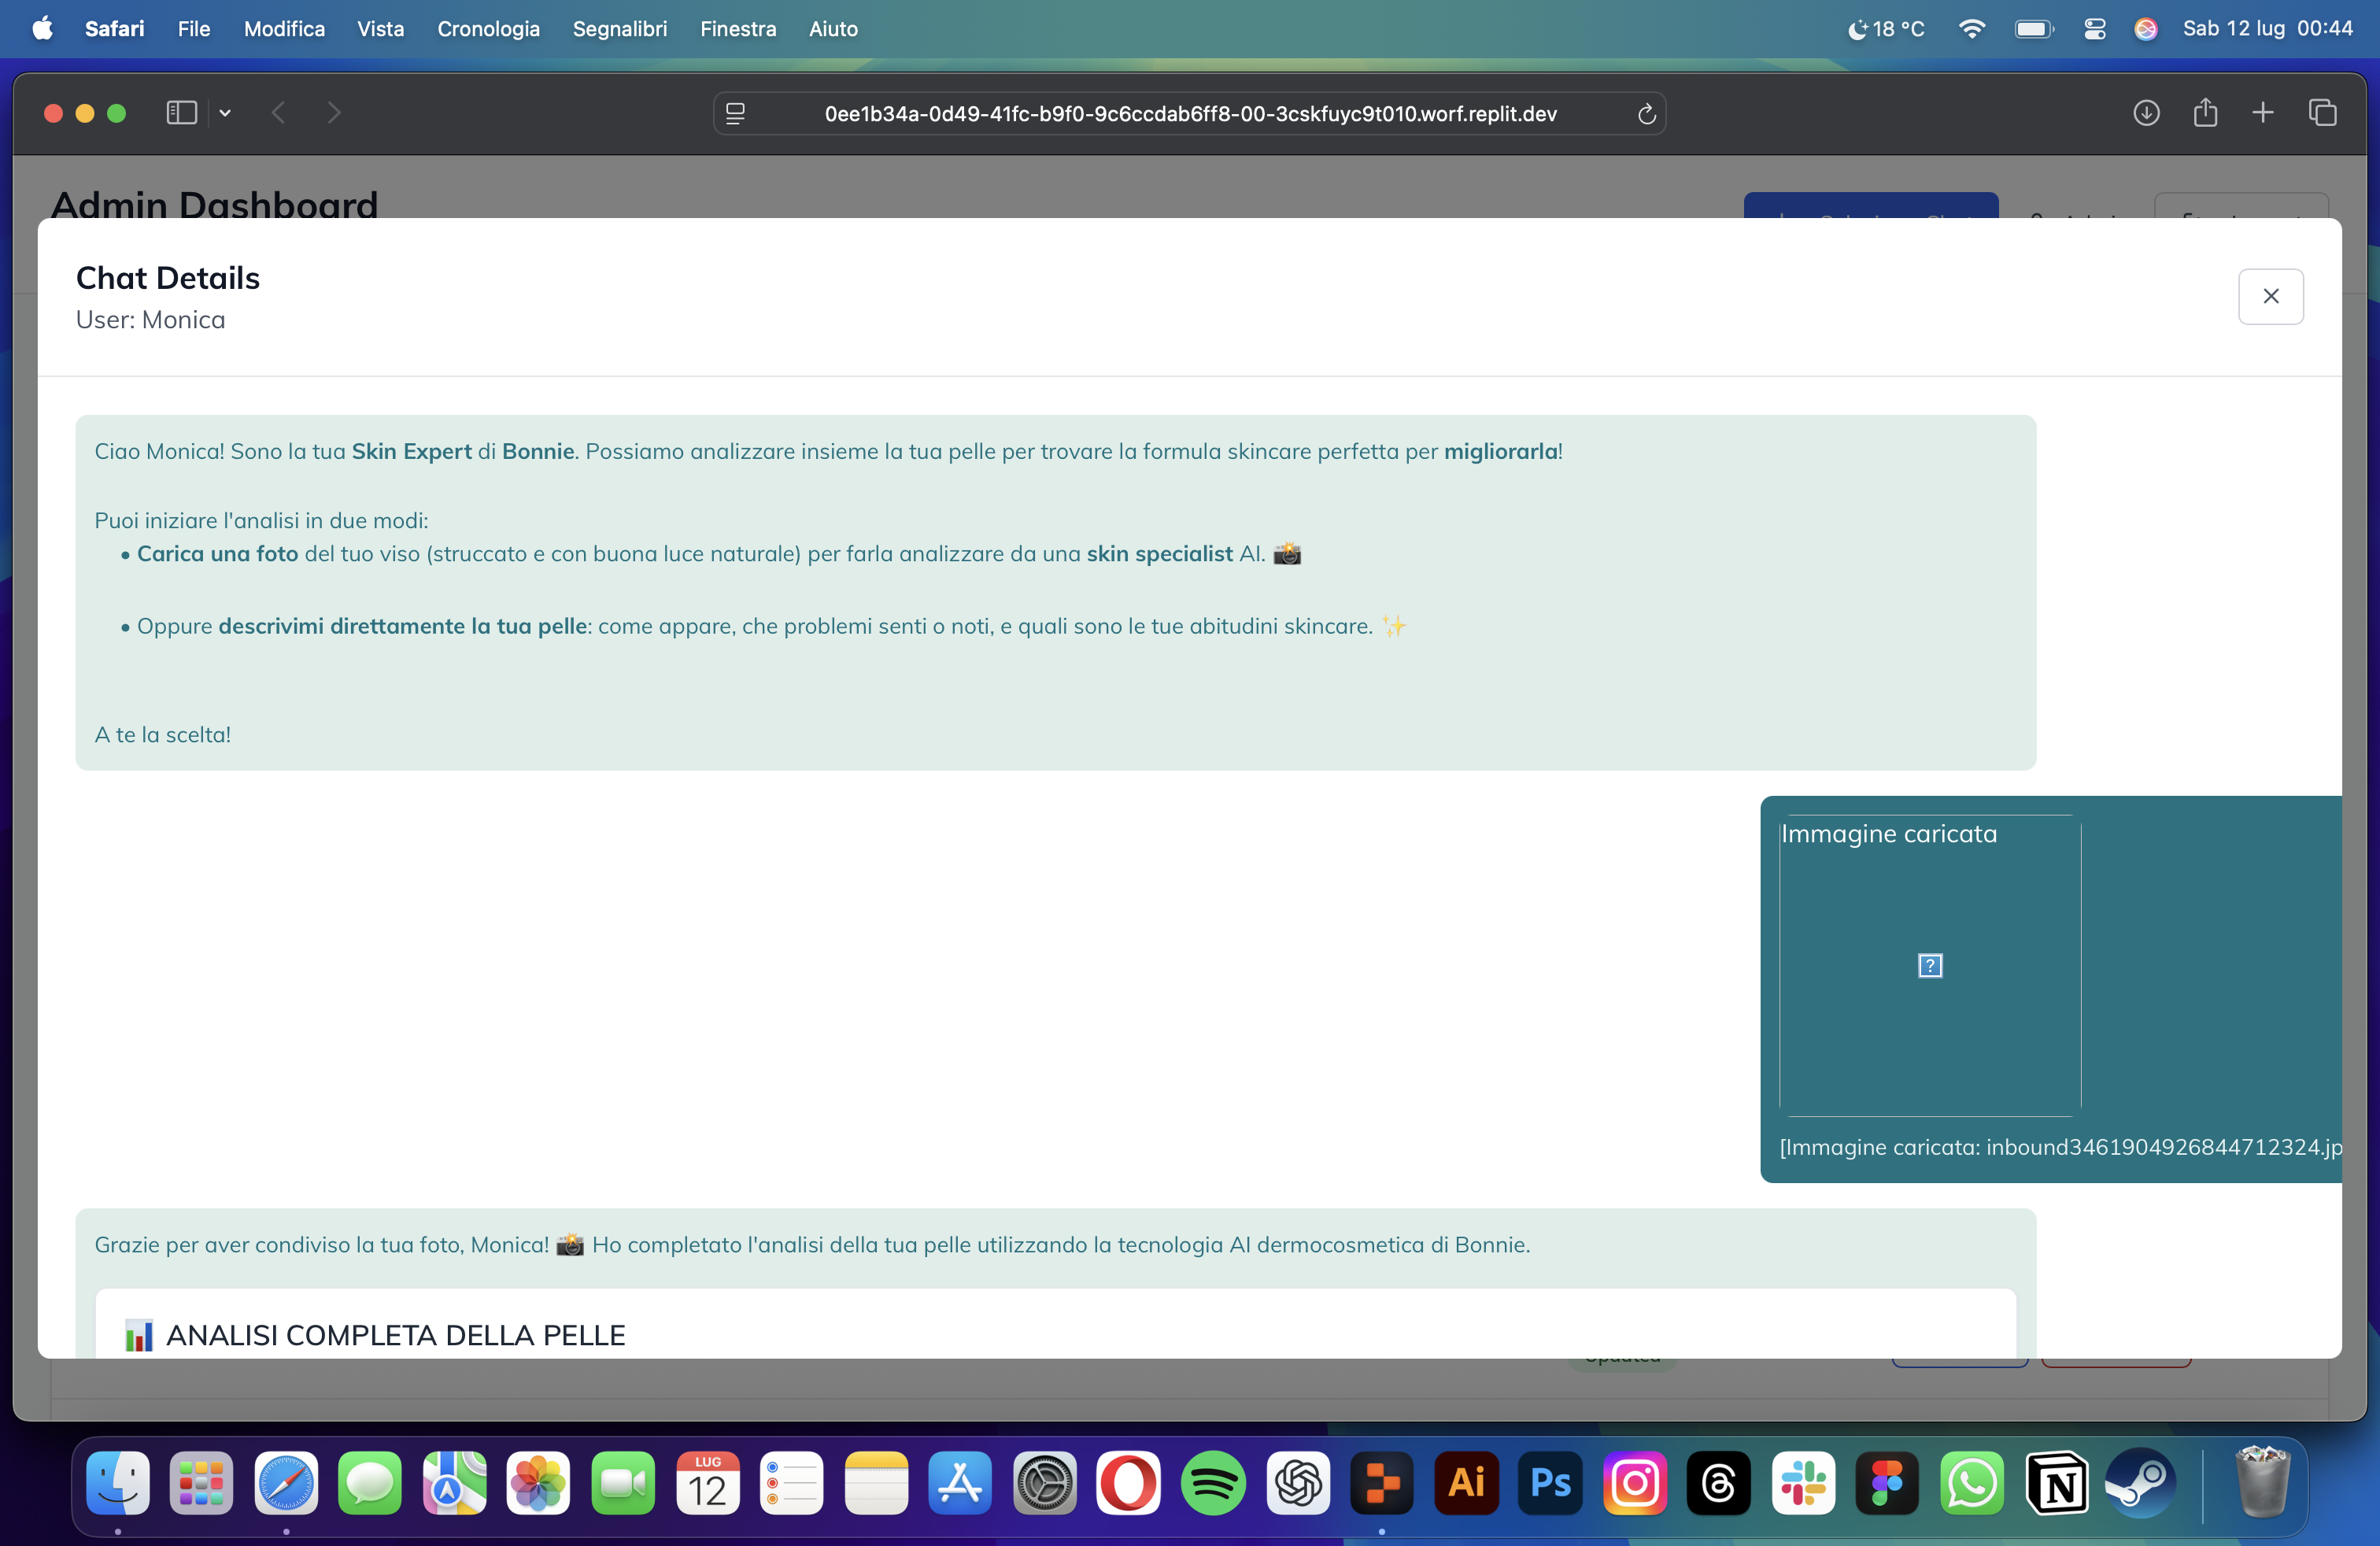 Safari File Modifica Vista Cronologia Segnalibri Finestra Aiuto 18 °C Sab 12 lug 00:44
0ee1b34a-0d49-41fc-b9f0-9c6ccdab6ff8-00-3cskfuyc9t010.worf.replit.dev
Admin Dashboard
Chat Details
User: Monica
Ciao Monica! Sono la tua Skin Expert di Bonnie. Possiamo analizzare insieme la tua pelle per trovare la formula skincare perfetta per migliorarla!
Puoi iniziare l'analisi in due modi:
• Carica una foto del tuo viso (struccato e con buona luce naturale) per farla analizzare da una skin specialist AI. 📸
• Oppure descrivimi direttamente la tua pelle: come appare, che problemi senti o noti, e quali sono le tue abitudini skincare. ✨
A te la scelta!
Immagine caricata
?
[Immagine caricata: inbound3461904926844712324.jp
Grazie per aver condiviso la tua foto, Monica! 📸 Ho completato l'analisi della tua pelle utilizzando la tecnologia AI dermocosmetica di Bonnie.
📊 ANALISI COMPLETA DELLA PELLE
Updated
LUG
12
Ai
Ps
N